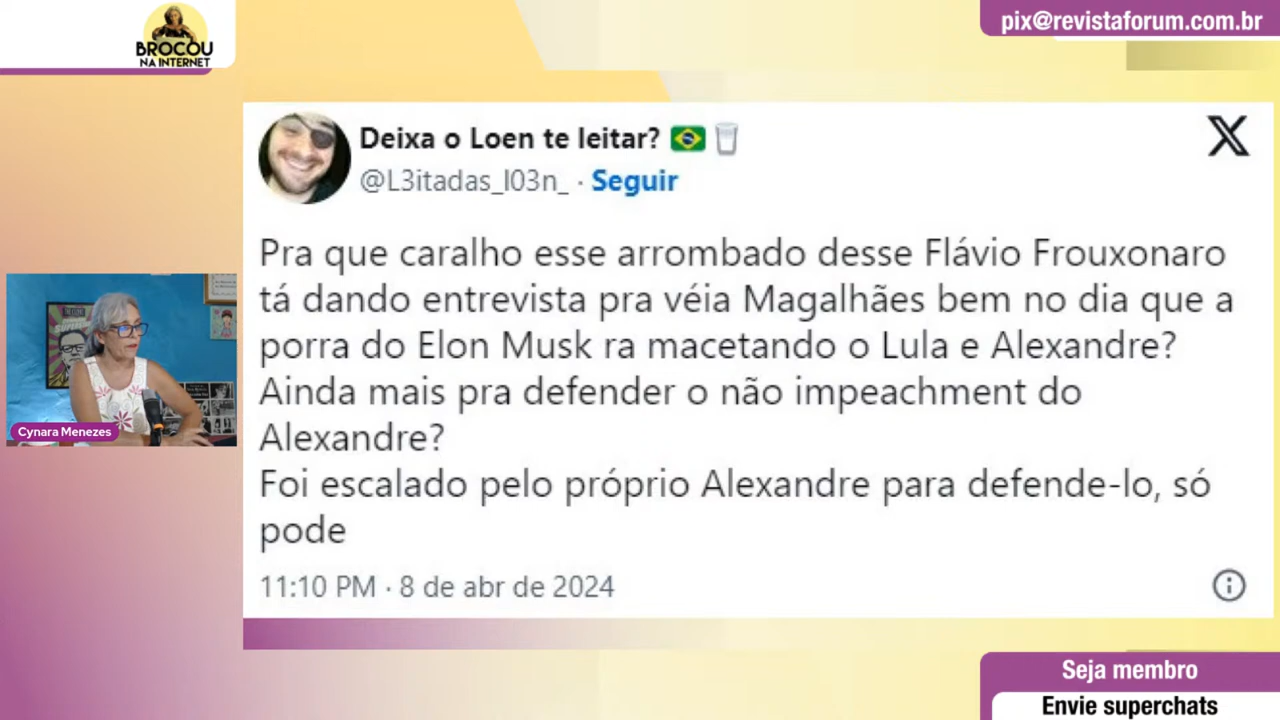 BROCOU
NA INTERNET
pix@revistaforum.com.br
Deixa o Loen te leitar?
@L3itadas_l03n_ · Seguir
Pra que caralho esse arrombado desse Flávio Frouxonaro
tá dando entrevista pra véia Magalhães bem no dia que a
porra do Elon Musk ra macetando o Lula e Alexandre?
Ainda mais pra defender o não impeachment do
Alexandre?
Foi escalado pelo próprio Alexandre para defende-lo, só
pode
11:10 PM · 8 de abr de 2024
Cynara Menezes
Seja membro
Envie superchats